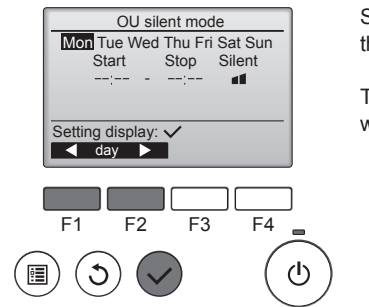 OU silent mode
Mon Tue Wed Thu Fri Sat Sun
Start Stop Silent
--:-- - --:--
Setting display: ✓
◀ day ▶
F1 F2 F3 F4